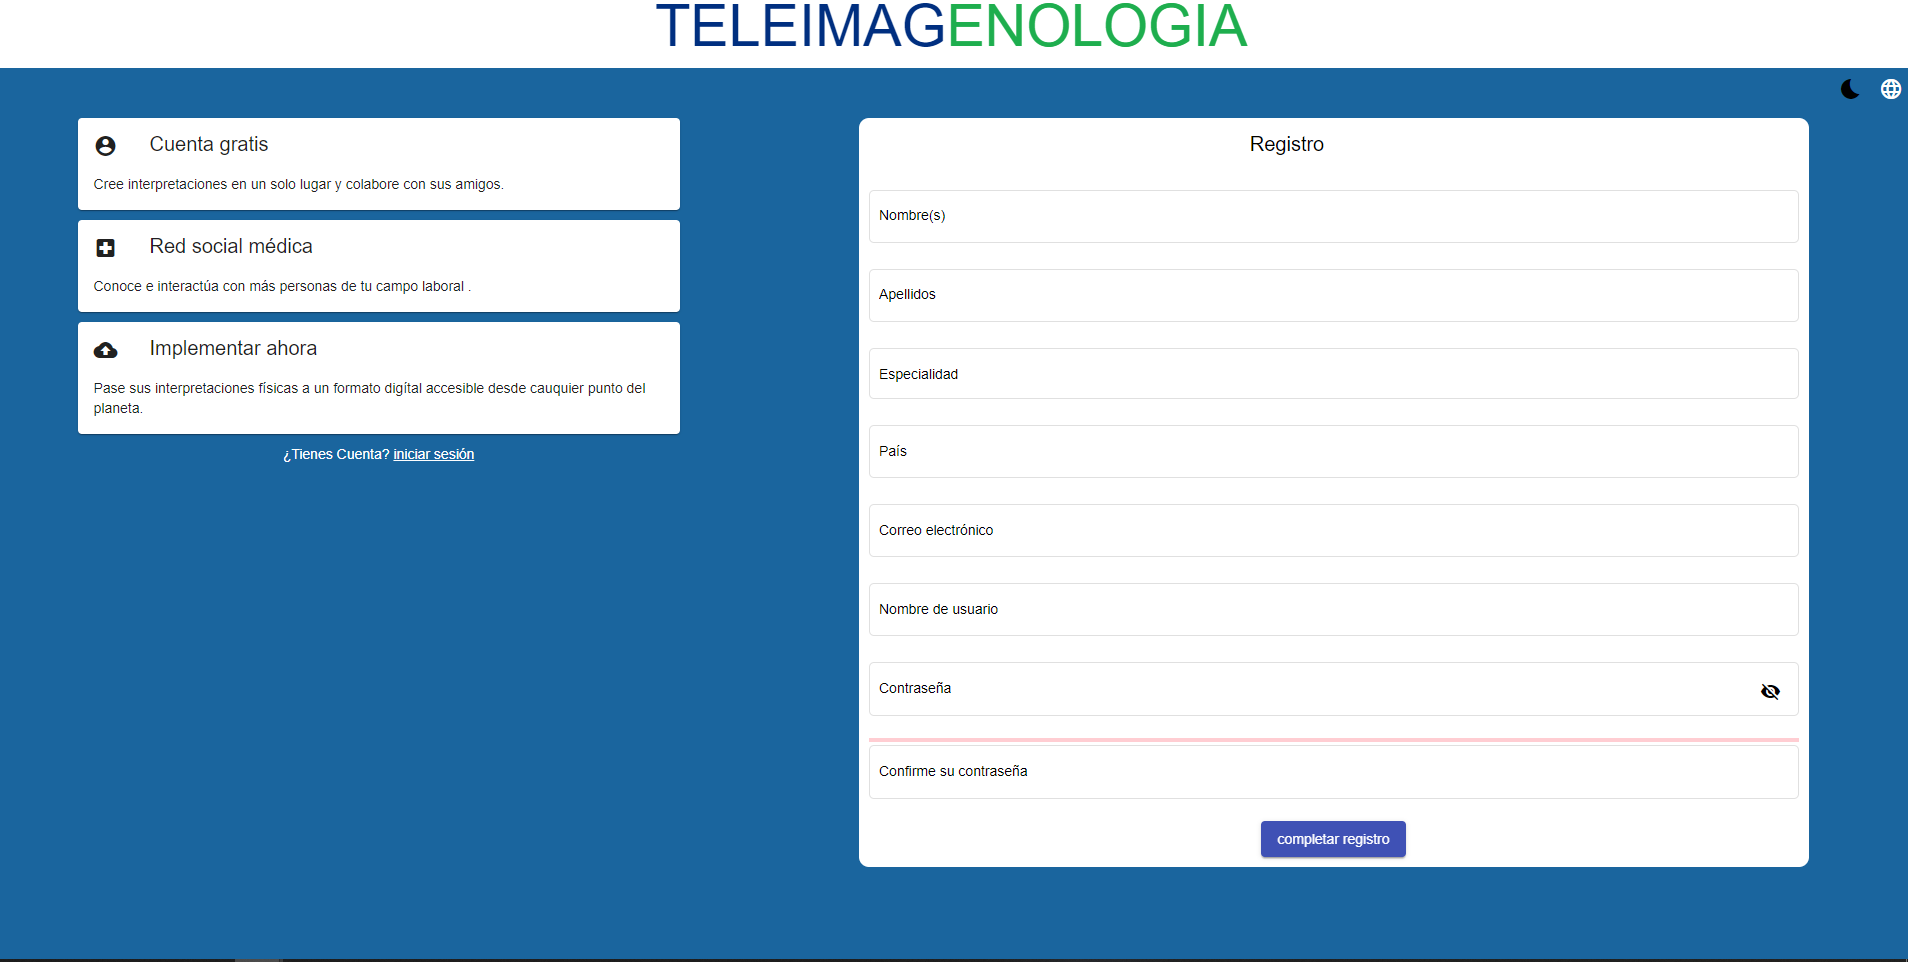 TELEIMAGENOLOGIA
Cuenta gratis
Cree interpretaciones en un solo lugar y colabore con sus amigos.
Red social médica
Conoce e interactúa con más personas de tu campo laboral .
Implementar ahora
Pase sus interpretaciones físicas a un formato digítal accesible desde cauquier punto del
planeta.
¿Tienes Cuenta? iniciar sesión
Registro
Nombre(s)
Apellidos
Especialidad
País
Correo electrónico
Nombre de usuario
Contraseña
Confirme su contraseña
completar registro